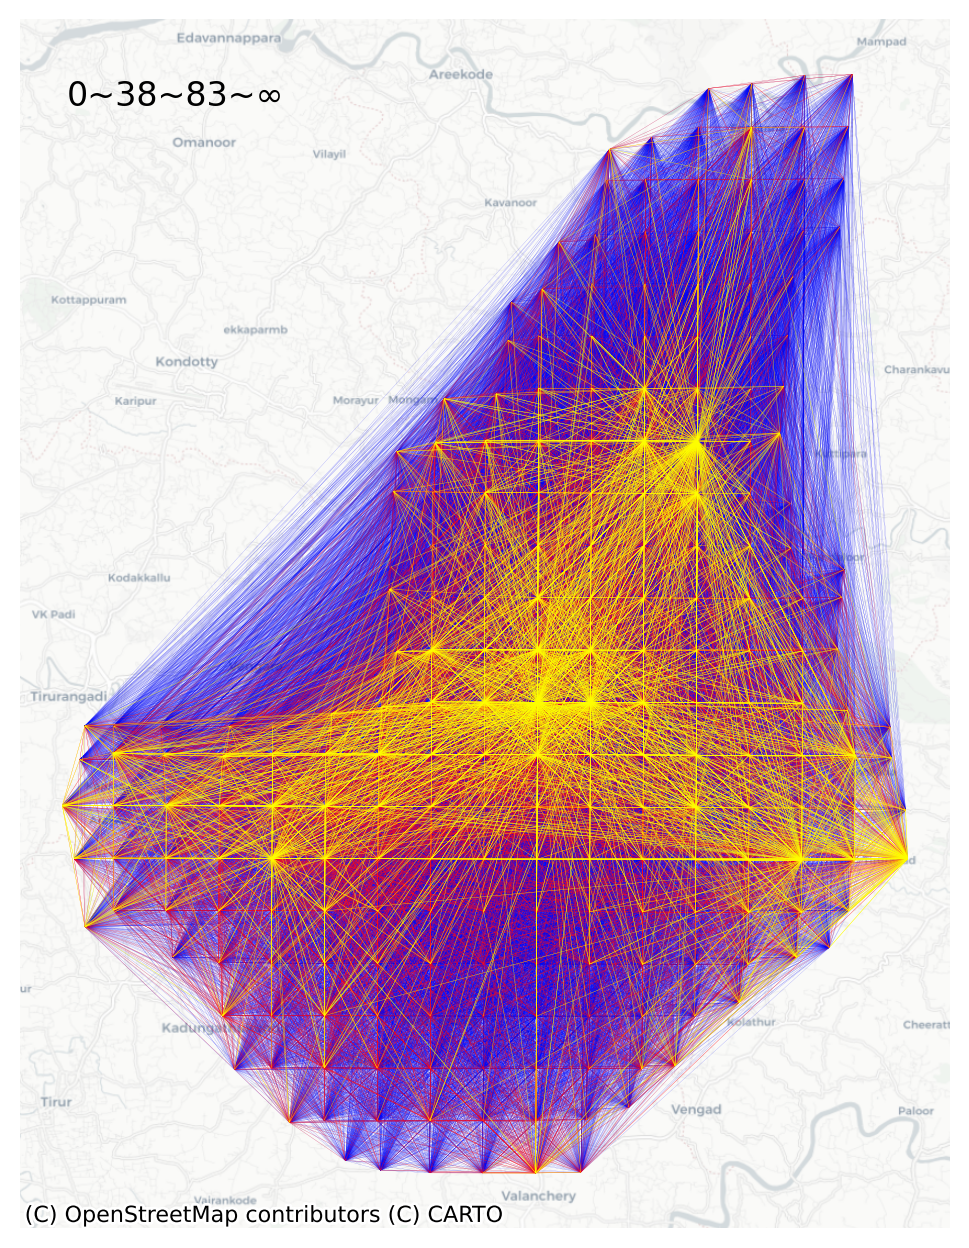 Edavannappara
Mampad
Areekode
0~38~83~∞
Omanoor
Vilayil
Kavanoor
Kottappuram
ekkaparmb
Kondotty
Charankavu
Karipur
Morayur
Mongam
Kuttipara
Kodakkallu
VK Padi
Tirurangadi
ur
Kolathur
Cheeratt
Tirur
Vengad
Paloor
Valanchery
Vairankode
(C) OpenStreetMap contributors (C) CARTO